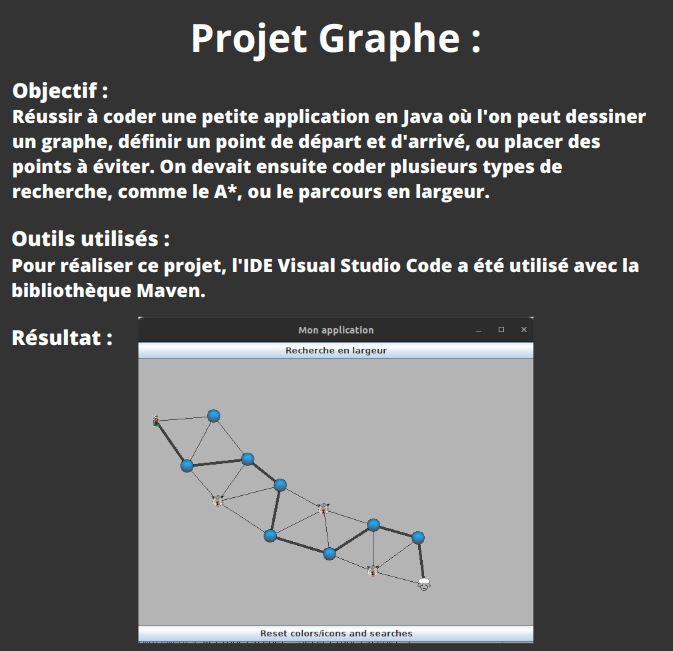 Projet Graphe :
Objectif :
Réussir à coder une petite application en Java où l'on peut dessiner
un graphe, définir un point de départ et d'arrivé, ou placer des
points à éviter. On devait ensuite coder plusieurs types de
recherche, comme le A*, ou le parcours en largeur.
Outils utilisés :
Pour réaliser ce projet, l'IDE Visual Studio Code a été utilisé avec la
bibliothèque Maven.
Résultat :
Mon application
Recherche en largeur
Reset colors/icons and searches